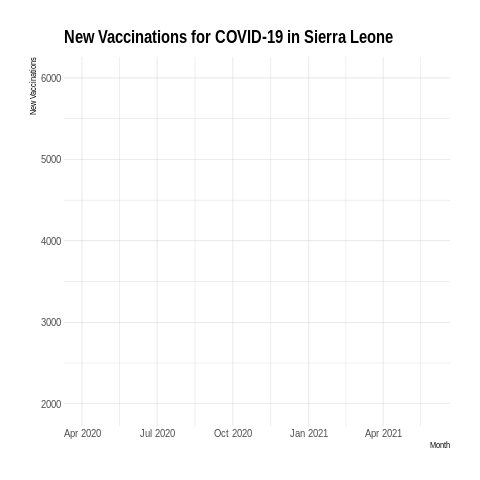 New Vaccinations for COVID-19 in Sierra Leone
New Vaccinations
6000
5000
4000
3000
2000
Apr 2020 Jul 2020 Oct 2020 Jan 2021 Apr 2021
Month